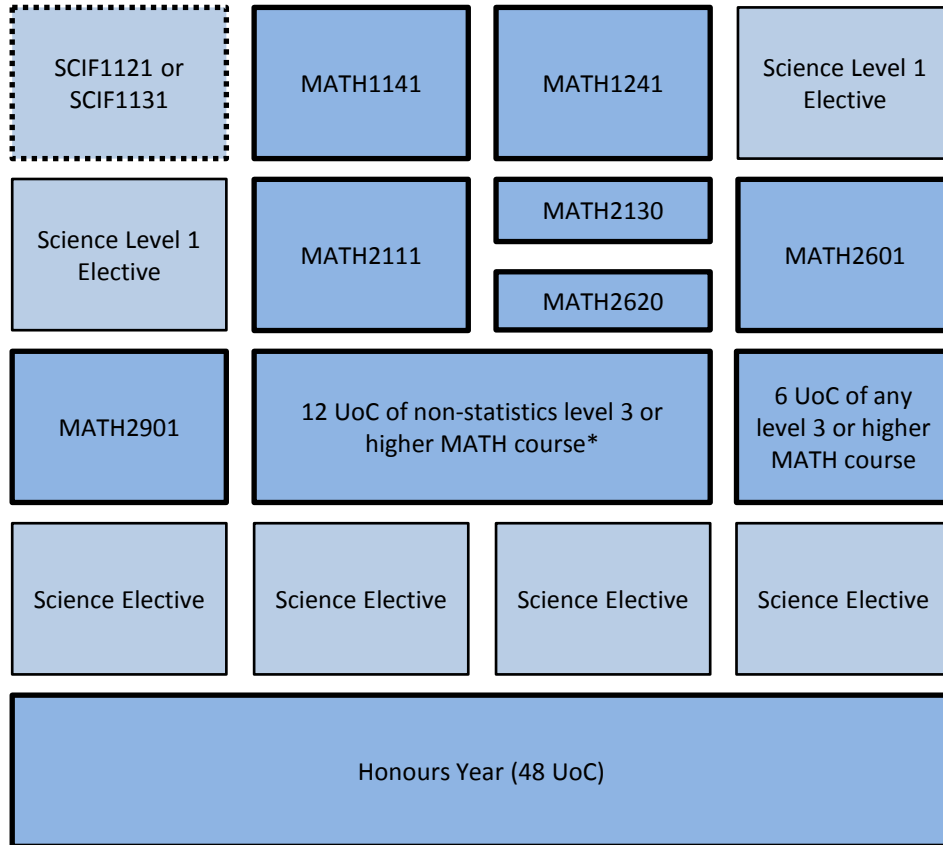 SCIF1121 or
SCIF1131
MATH1141
MATH1241
Science Level 1
Elective
Science Level 1
Elective
MATH2111
MATH2130
MATH2620
MATH2601
MATH2901
12 UoC of non-statistics level 3 or
higher MATH course*
6 UoC of any
level 3 or higher
MATH course
Science Elective
Science Elective
Science Elective
Science Elective
Honours Year (48 UoC)